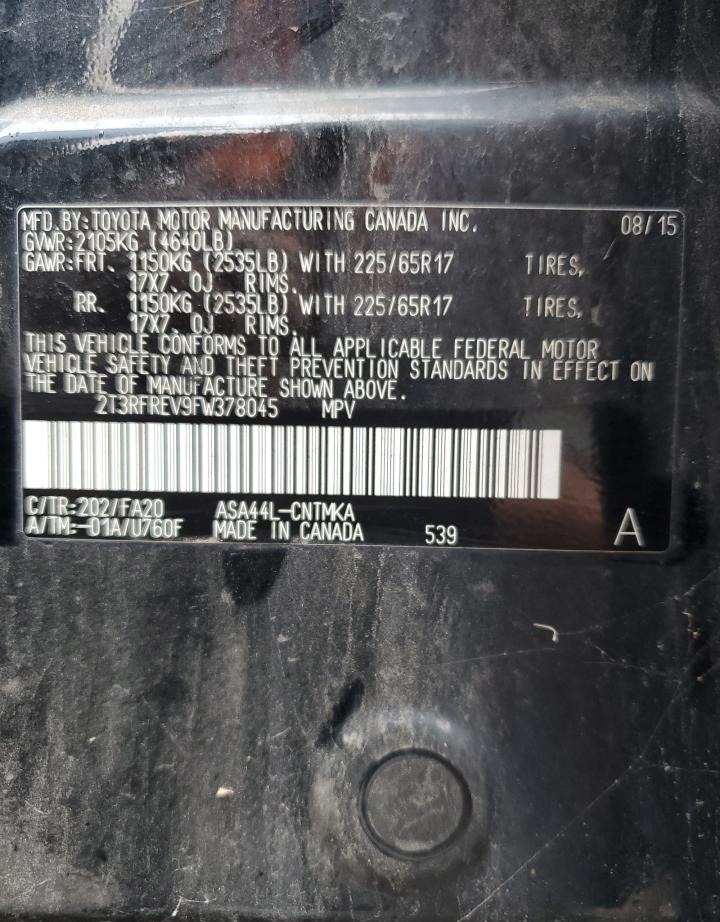 MFD.BY:TOYOTA MOTOR MANUFACTURING CANADA INC. 08/15
GVWR:2105KG (4640LB)
GAWR:FRT. 1150KG (2535LB) WITH 225/65R17 TIRES,
17X7.0J RIMS.
RR. 1150KG (2535LB) WITH 225/65R17 TIRES,
17X7.0J RIMS.
THIS VEHICLE CONFORMS TO ALL APPLICABLE FEDERAL MOTOR
VEHICLE SAFETY AND THEFT PREVENTION STANDARDS IN EFFECT ON
THE DATE OF MANUFACTURE SHOWN ABOVE.
2T3RFREV9FW378045 MPV
C/TR:202/FA20 ASA44L-CNTMKA
A/TM:-01A/U760F MADE IN CANADA 539 A